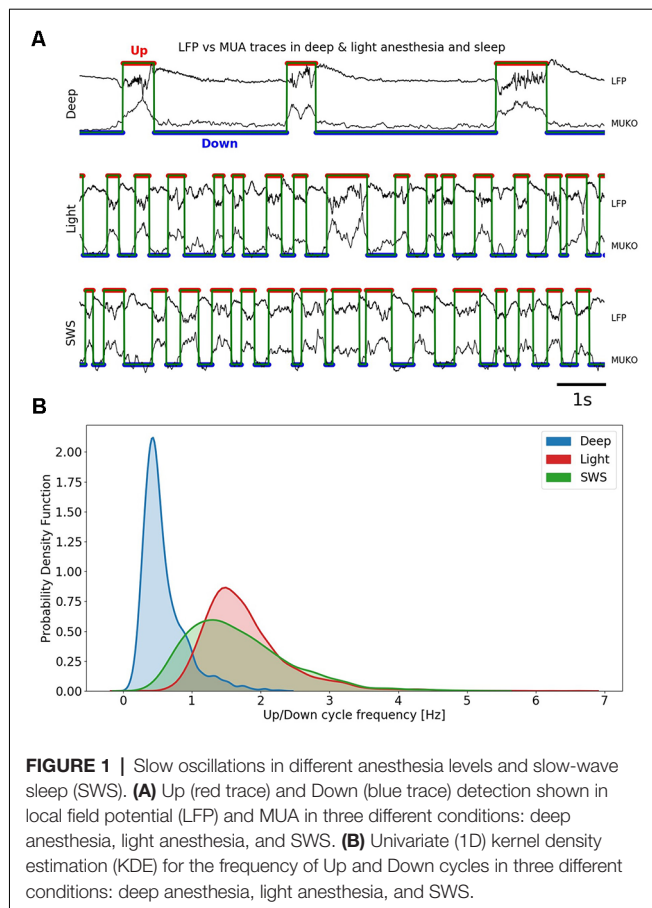 A
LFP vs MUA traces in deep & light anesthesia and sleep
Up
Deep
LFP
MUKO
Down
Light
LFP
MUKO
SWS
LFP
MUKO
1s
B
Probability Density Function
2.00
1.75
1.50
1.25
1.00
0.75
0.50
0.25
0.00
Deep
Light
SWS
0 1 2 3 4 5 6 7
Up/Down cycle frequency [Hz]
FIGURE 1 | Slow oscillations in different anesthesia levels and slow-wave
sleep (SWS). (A) Up (red trace) and Down (blue trace) detection shown in
local field potential (LFP) and MUA in three different conditions: deep
anesthesia, light anesthesia, and SWS. (B) Univariate (1D) kernel density
estimation (KDE) for the frequency of Up and Down cycles in three different
conditions: deep anesthesia, light anesthesia, and SWS.